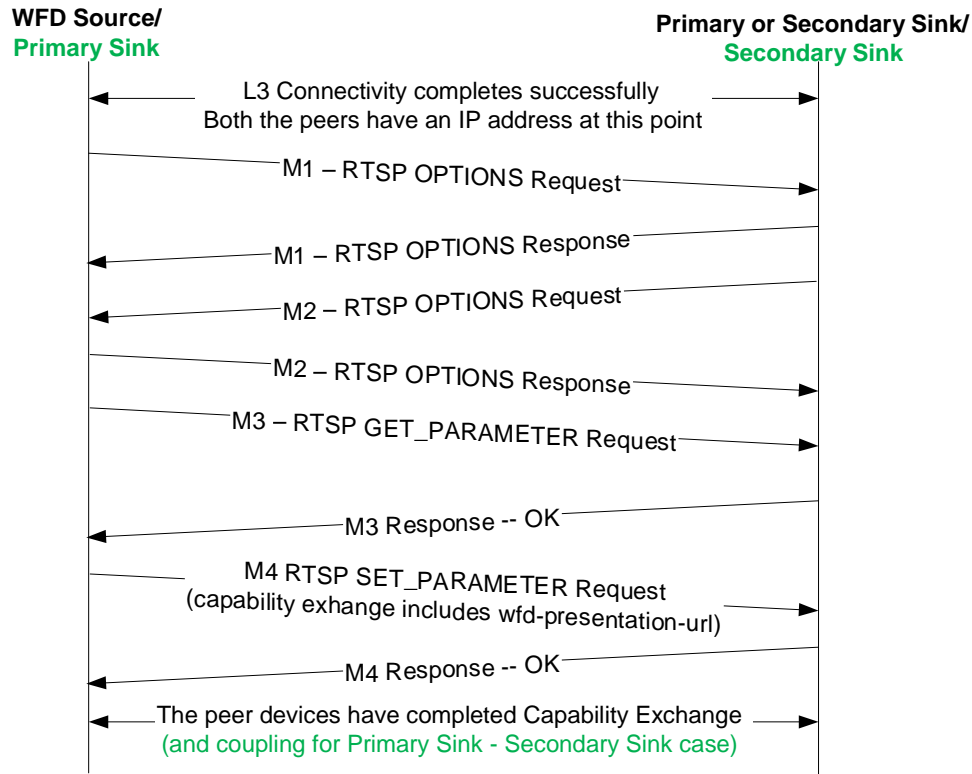 WFD Source/
Primary Sink
Primary or Secondary Sink/
Secondary Sink
L3 Connectivity completes successfully
Both the peers have an IP address at this point
M1 – RTSP OPTIONS Request
M1 – RTSP OPTIONS Response
M2 – RTSP OPTIONS Request
M2 – RTSP OPTIONS Response
M3 – RTSP GET_PARAMETER Request
M3 Response -- OK
M4 RTSP SET_PARAMETER Request
(capability exhange includes wfd-presentation-url)
M4 Response -- OK
The peer devices have completed Capability Exchange
(and coupling for Primary Sink - Secondary Sink case)